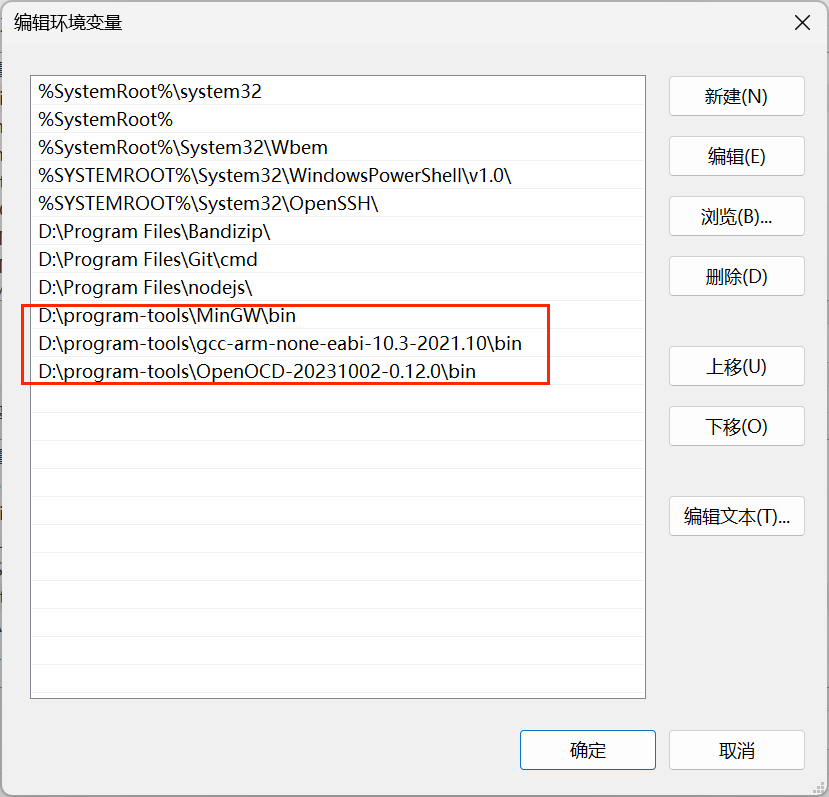 编辑环境变量
%SystemRoot%\system32
%SystemRoot%
%SystemRoot%\System32\Wbem
%SYSTEMROOT%\System32\WindowsPowerShell\v1.0\
%SYSTEMROOT%\System32\OpenSSH\
D:\Program Files\Bandizip\
D:\Program Files\Git\cmd
D:\Program Files\nodejs\
D:\program-tools\MinGW\bin
D:\program-tools\gcc-arm-none-eabi-10.3-2021.10\bin
D:\program-tools\OpenOCD-20231002-0.12.0\bin
新建(N)
编辑(E)
浏览(B)...
删除(D)
上移(U)
下移(O)
编辑文本(T)...
确定
取消